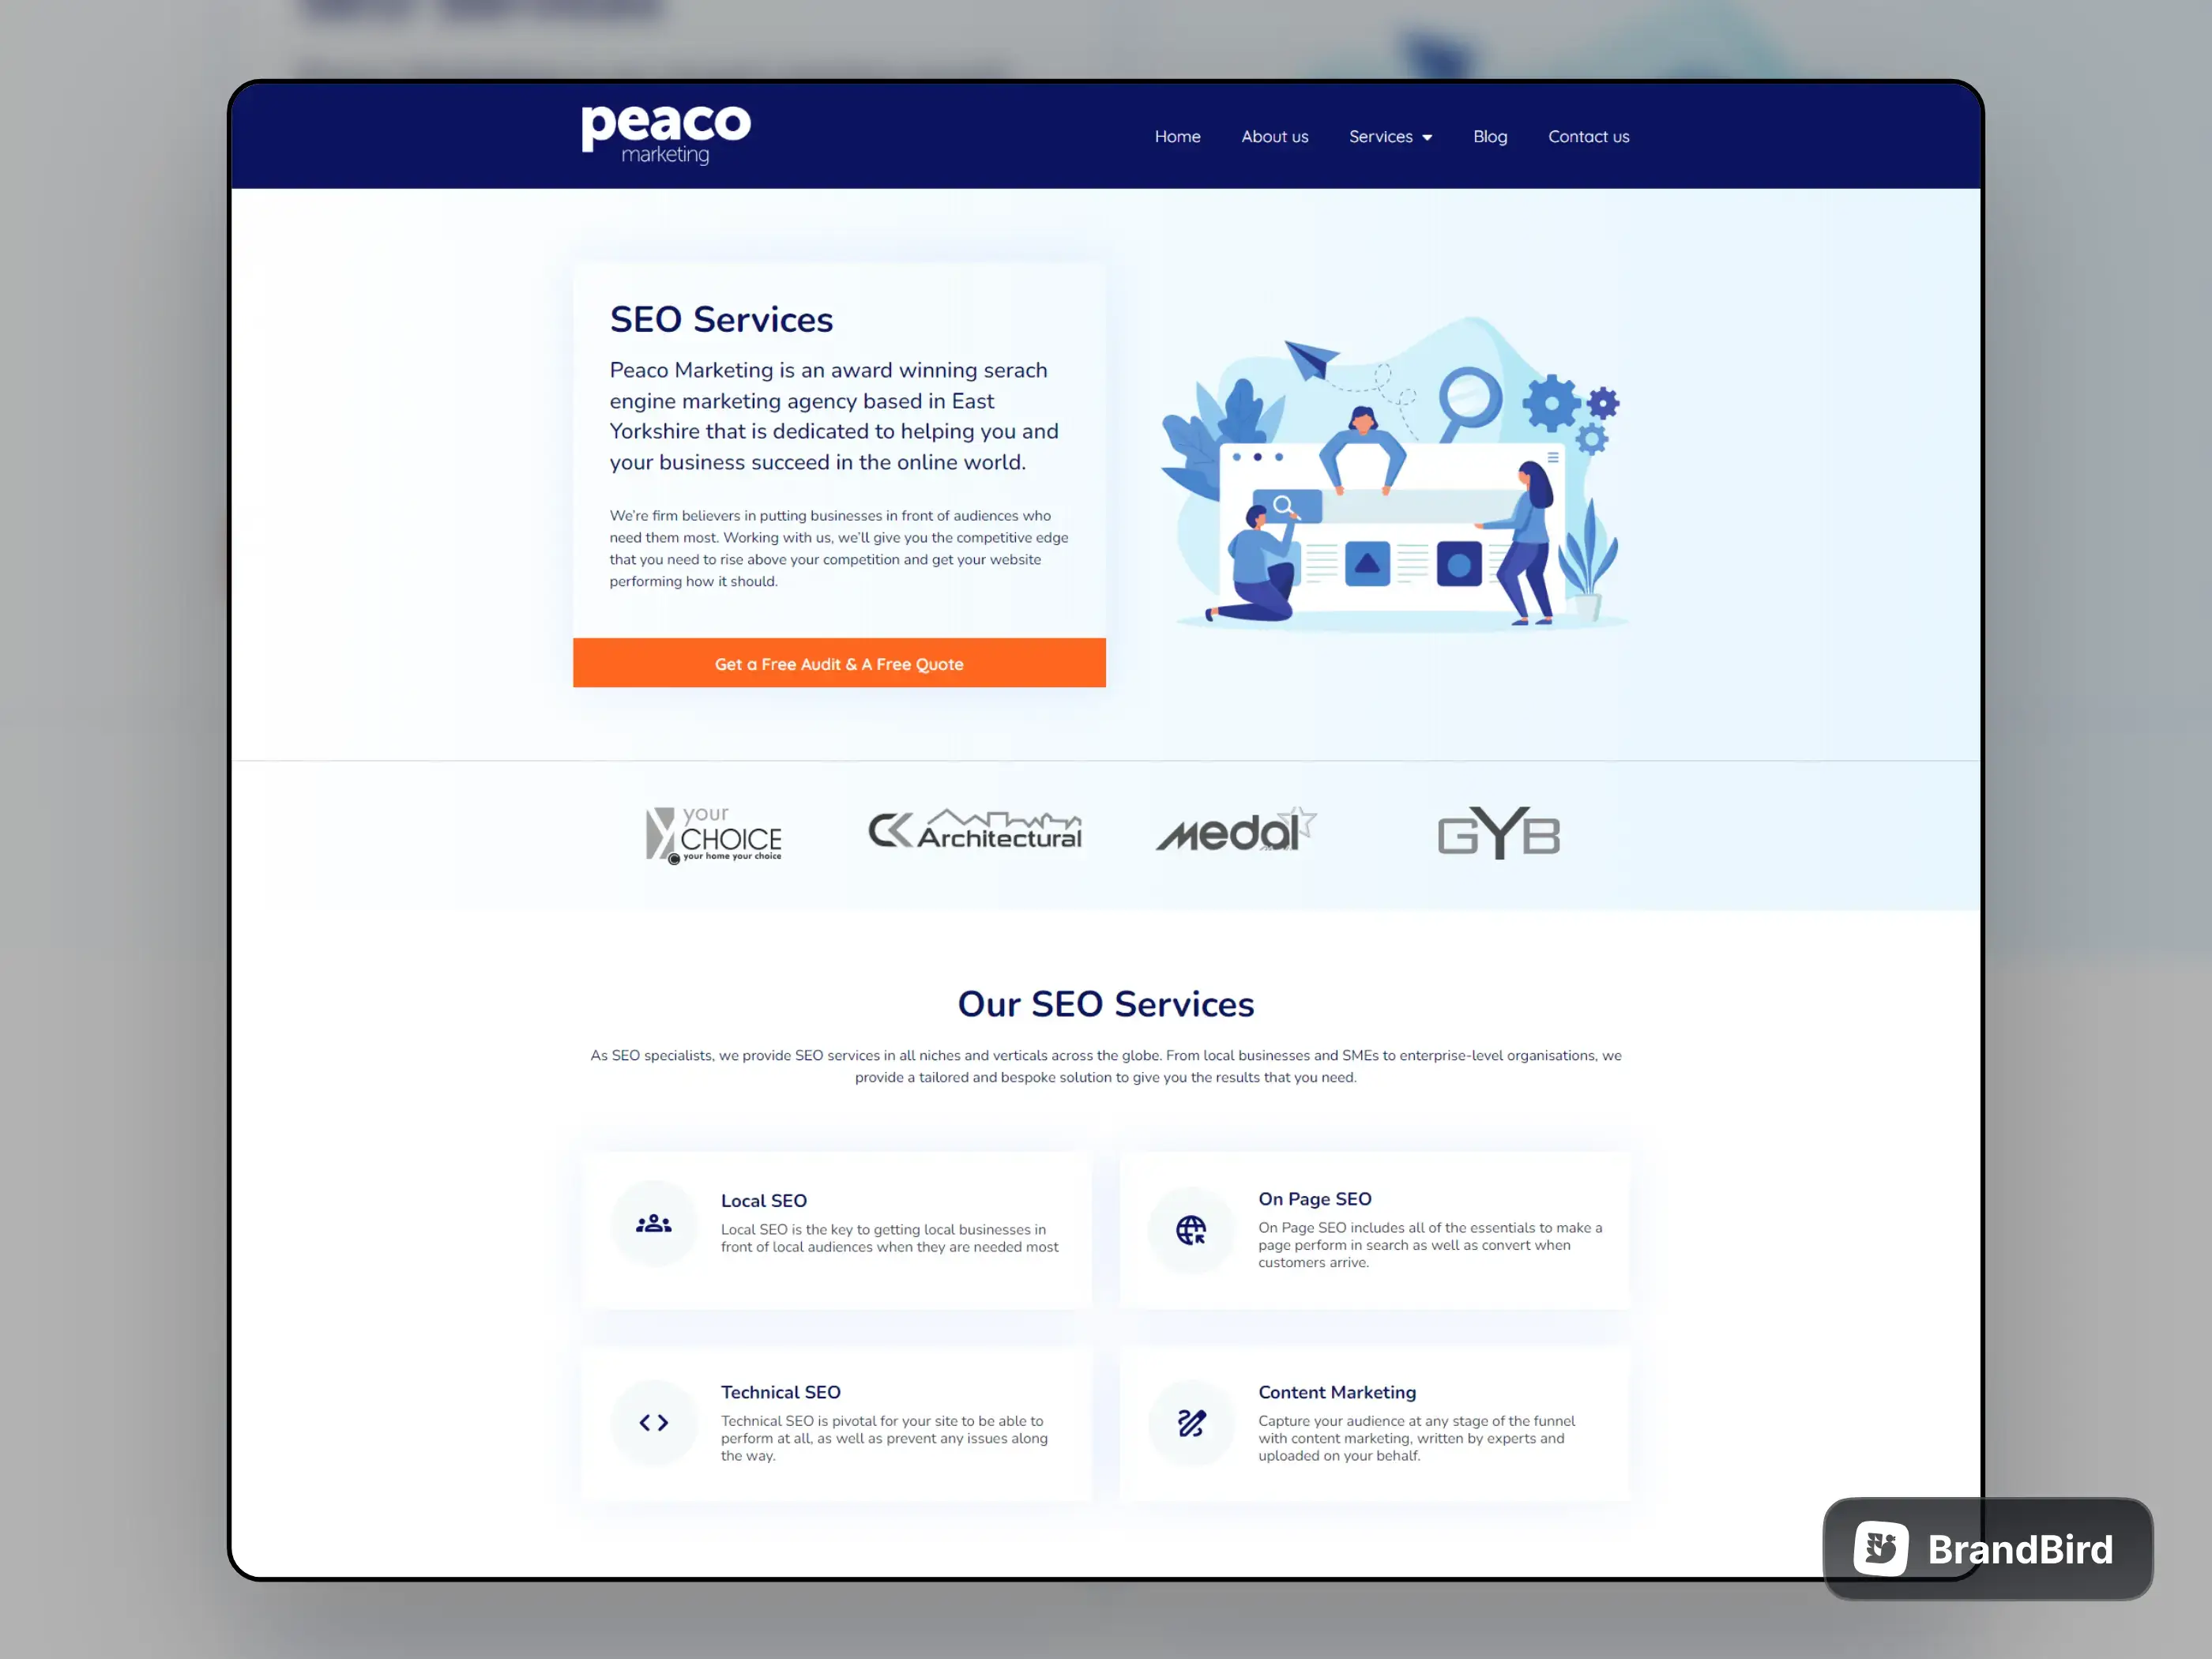 peaco
marketing
Home
About us
Services
Blog
Contact us
SEO Services
Peaco Marketing is an award winning serach
engine marketing agency based in East
Yorkshire that is dedicated to helping you and
your business succeed in the online world.
We're firm believers in putting businesses in front of audiences who
need them most. Working with us, we'll give you the competitive edge
that you need to rise above your competition and get your website
performing how it should.
Get a Free Audit & A Free Quote
your
CHOICE
your home your choice
CK Architectural
Medal
GYB
Our SEO Services
As SEO specialists, we provide SEO services in all niches and verticals across the globe. From local businesses and SMEs to enterprise-level organisations, we
provide a tailored and bespoke solution to give you the results that you need.
Local SEO
Local SEO is the key to getting local businesses in
front of local audiences when they are needed most
On Page SEO
On Page SEO includes all of the essentials to make a
page perform in search as well as convert when
customers arrive.
Technical SEO
Technical SEO is pivotal for your site to be able to
perform at all, as well as prevent any issues along
the way.
Content Marketing
Capture your audience at any stage of the funnel
with content marketing, written by experts and
uploaded on your behalf.
BrandBird